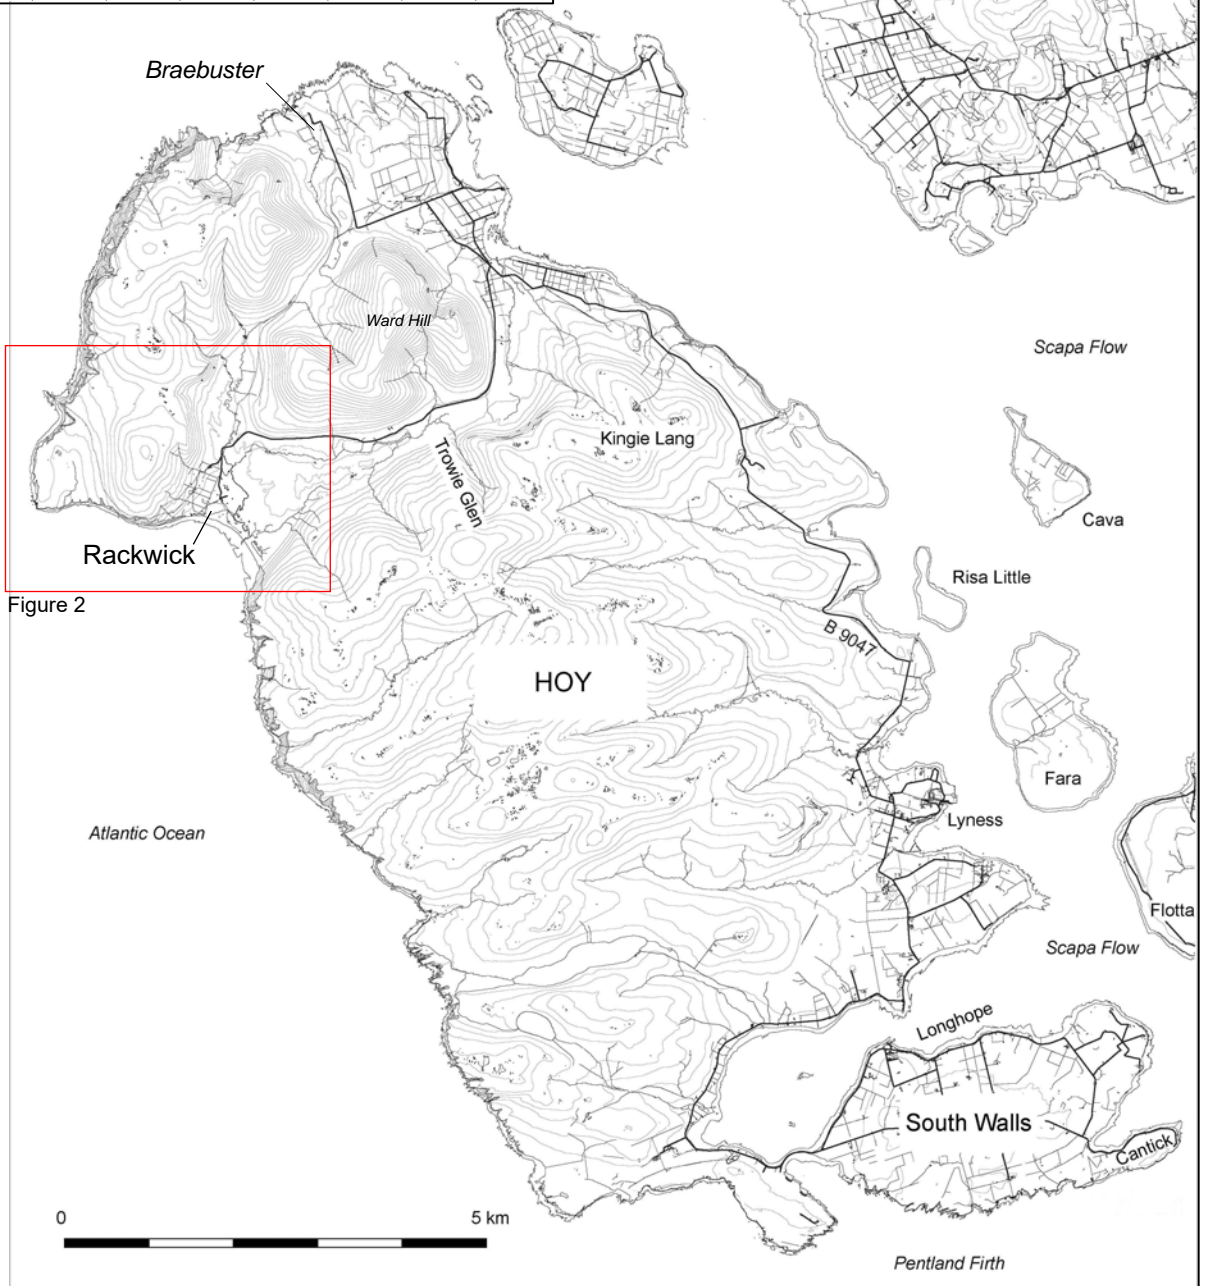 Braebuster
Ward Hill
Scapa Flow
Kingie Lang
Trowie Glen
Cava
Rackwick
Risa Little
Figure 2
B 9047
HOY
Fara
Atlantic Ocean
Lyness
Flotta
Scapa Flow
Longhope
South Walls
Cantick
0 5 km
Pentland Firth